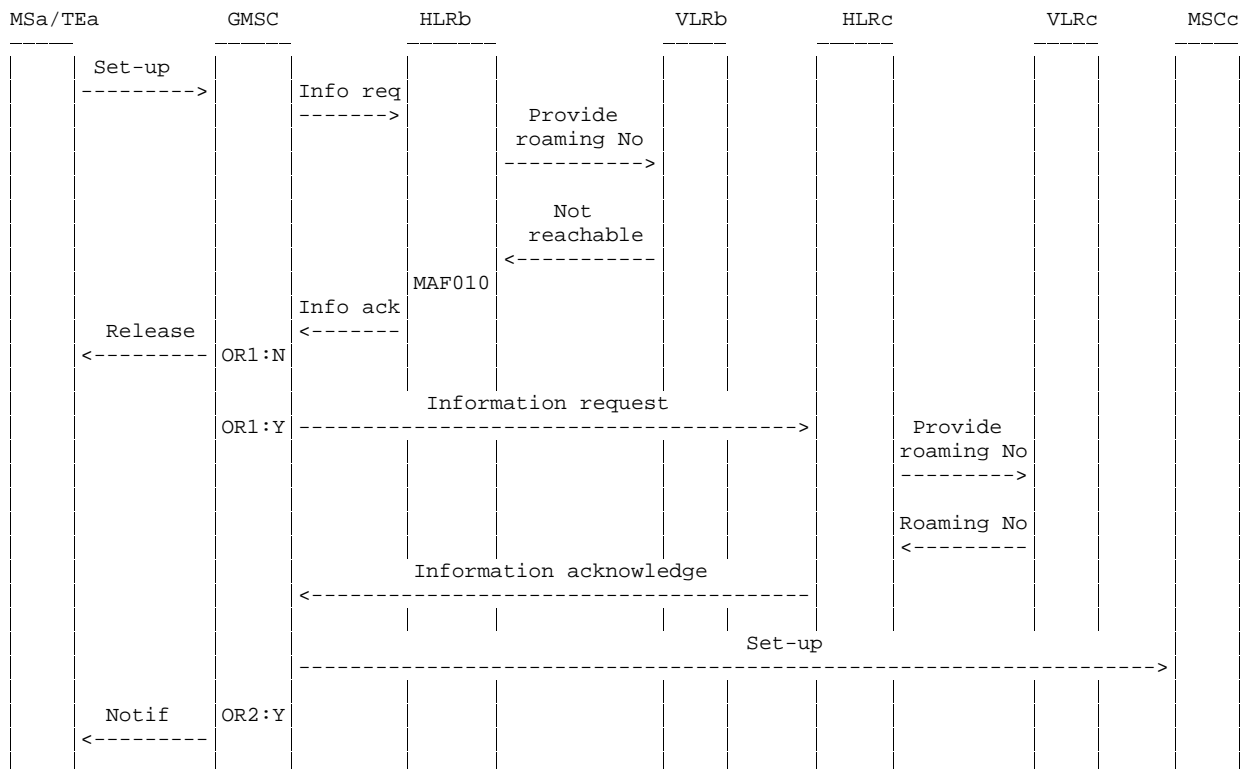 MSa/TEa GMSC HLRb VLRb HLRc VLRc MSCc
Set-up
Info req
Provide
roaming No
Not
reachable
MAF010
Info ack
Release
OR1:N
Information request
OR1:Y Provide
roaming No
Roaming No
Information acknowledge
Set-up
Notif OR2:Y